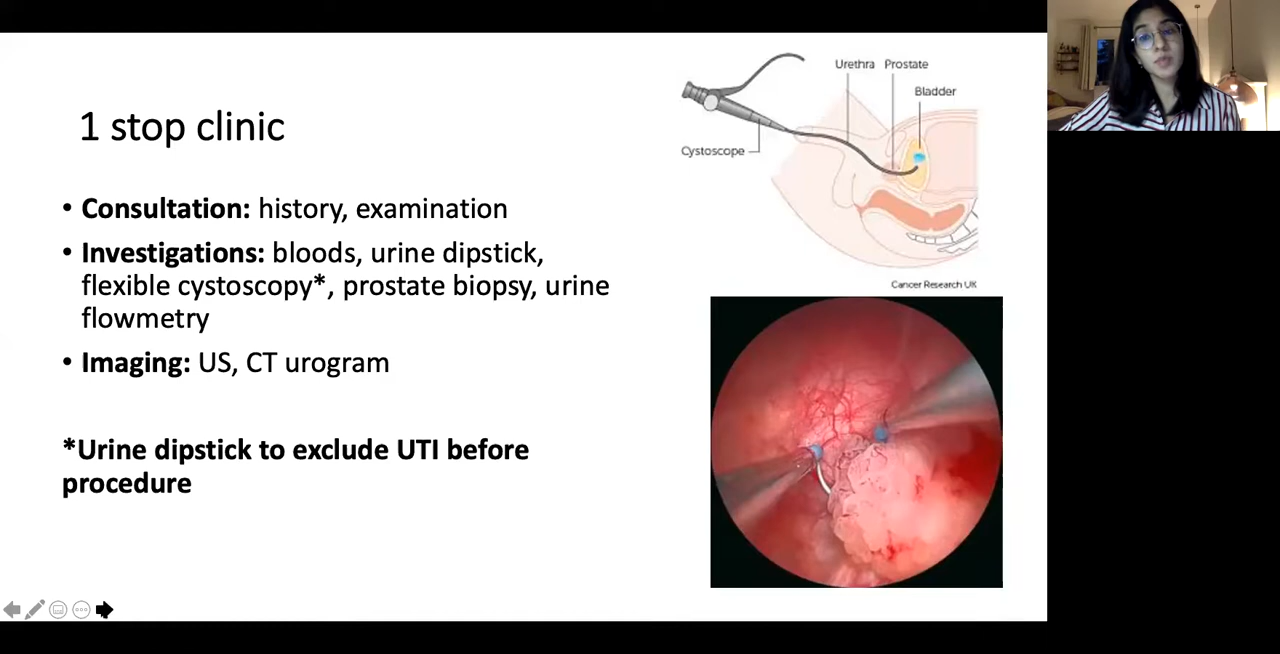 1 stop clinic
• Consultation: history, examination
• Investigations: bloods, urine dipstick,
flexible cystoscopy*, prostate biopsy, urine
flowmetry
• Imaging: US, CT urogram
*Urine dipstick to exclude UTI before
procedure
Urethra Prostate
Bladder
Cystoscope
Cancer Research UK